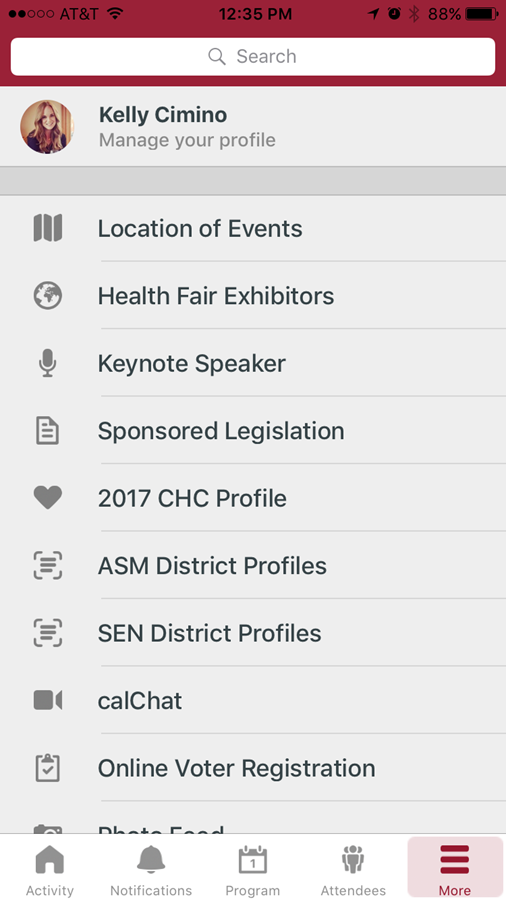 AT&T 12:35 PM 88%
Search
Kelly Cimino
Manage your profile
Location of Events
Health Fair Exhibitors
Keynote Speaker
Sponsored Legislation
2017 CHC Profile
ASM District Profiles
SEN District Profiles
calChat
Online Voter Registration
Photo Feed
1
Activity Notifications Program Attendees More